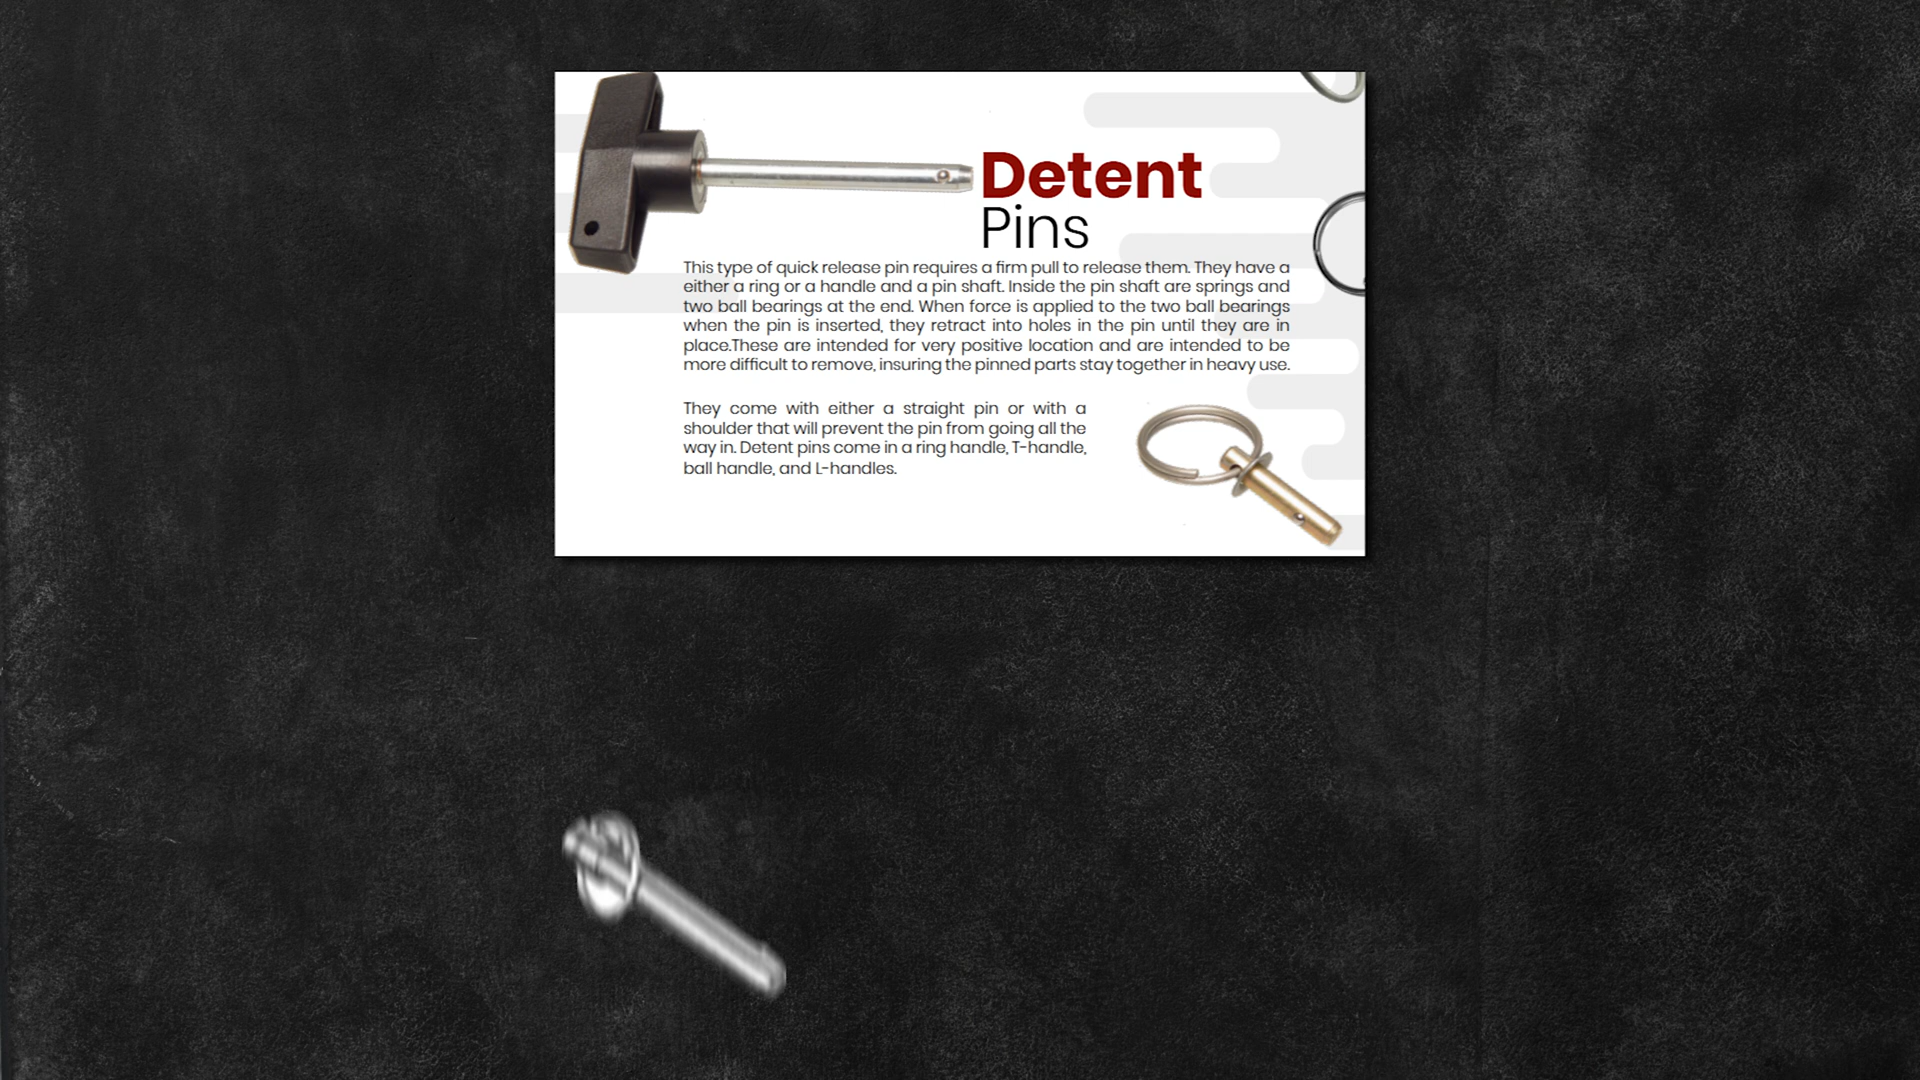 Detent
Pins
This type of quick release pin requires a firm pull to release them. They have a
either a ring or a handle and a pin shaft. Inside the pin shaft are springs and
two ball bearings at the end. When force is applied to the two ball bearings
when the pin is inserted, they retract into holes in the pin until they are in
place.These are intended for very positive location and are intended to be
more difficult to remove, insuring the pinned parts stay together in heavy use.
They come with either a straight pin or with a
shoulder that will prevent the pin from going all the
way in. Detent pins come in a ring handle, T-handle,
ball handle, and L-handles.